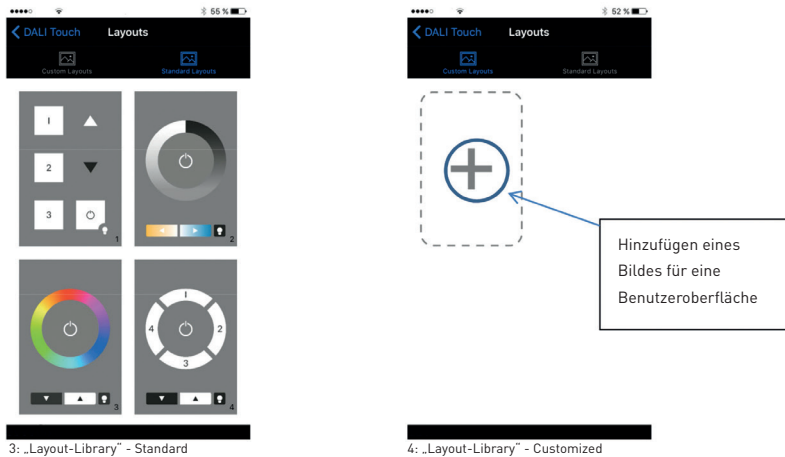 55 %
DALI Touch Layouts
Custom Layouts Standard Layouts
1
2
3
1
2
3
1
4 2
3
4
3: „Layout-Library" - Standard
52 %
DALI Touch Layouts
Custom Layouts Standard Layouts
Hinzufügen eines
Bildes für eine
Benutzeroberfläche
4: „Layout-Library" - Customized